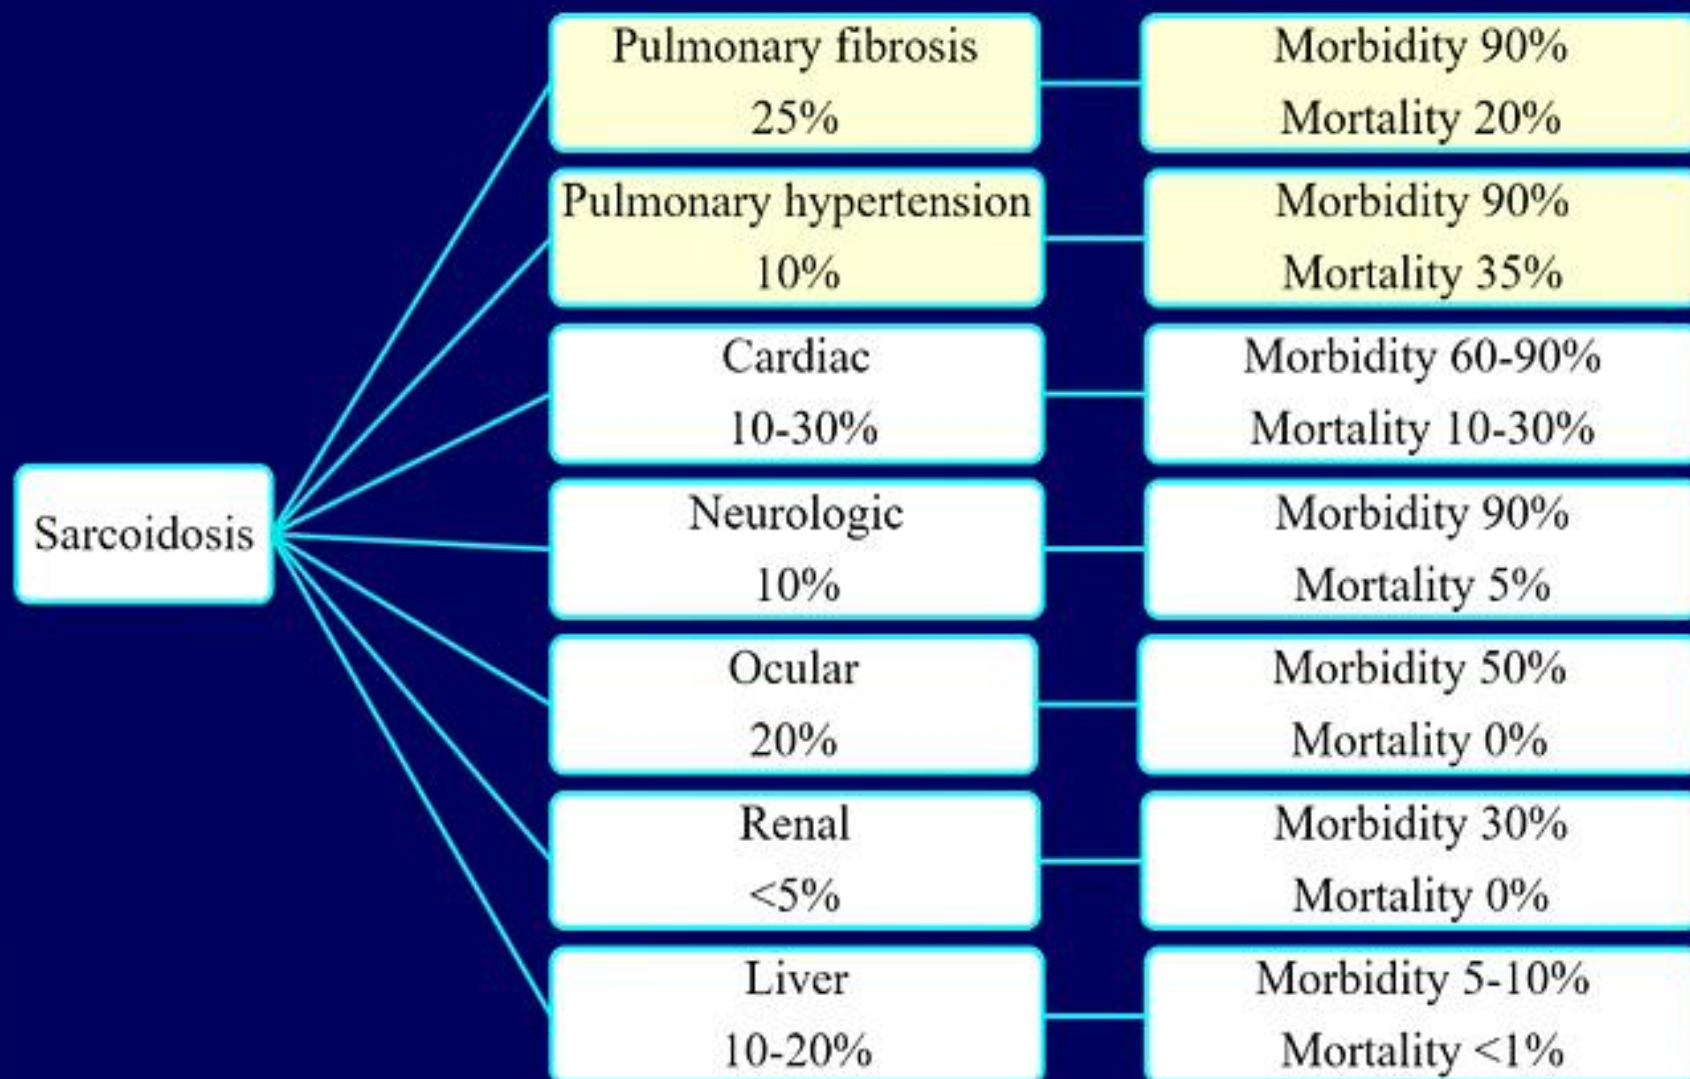 Sarcoidosis
Pulmonary fibrosis
25%
Morbidity 90%
Mortality 20%
Pulmonary hypertension
10%
Morbidity 90%
Mortality 35%
Cardiac
10-30%
Morbidity 60-90%
Mortality 10-30%
Neurologic
10%
Morbidity 90%
Mortality 5%
Ocular
20%
Morbidity 50%
Mortality 0%
Renal
<5%
Morbidity 30%
Mortality 0%
Liver
10-20%
Morbidity 5-10%
Mortality <1%